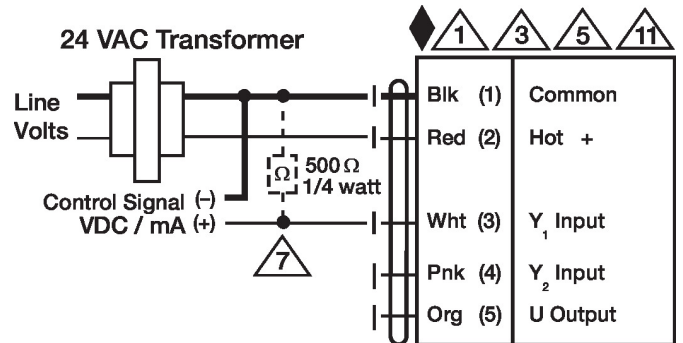 24 VAC Transformer
1 3 5 11
Line
Volts
Blk (1) Common
Red (2) Hot +
Ω 500 Ω
1/4 watt
Control Signal (–)
VDC / mA (+)
Wht (3) Y1 Input
7
Pnk (4) Y2 Input
Org (5) U Output